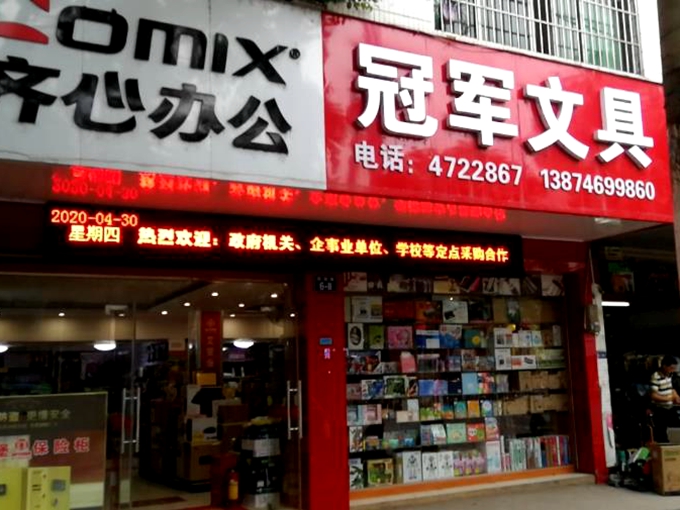 comix®
齐心办公
冠军文具
电话：4722867 13874699860
2020-04-30
星期四 热烈欢迎：政府机关、企事业单位、学校等定点采购合作
6-8
保险柜